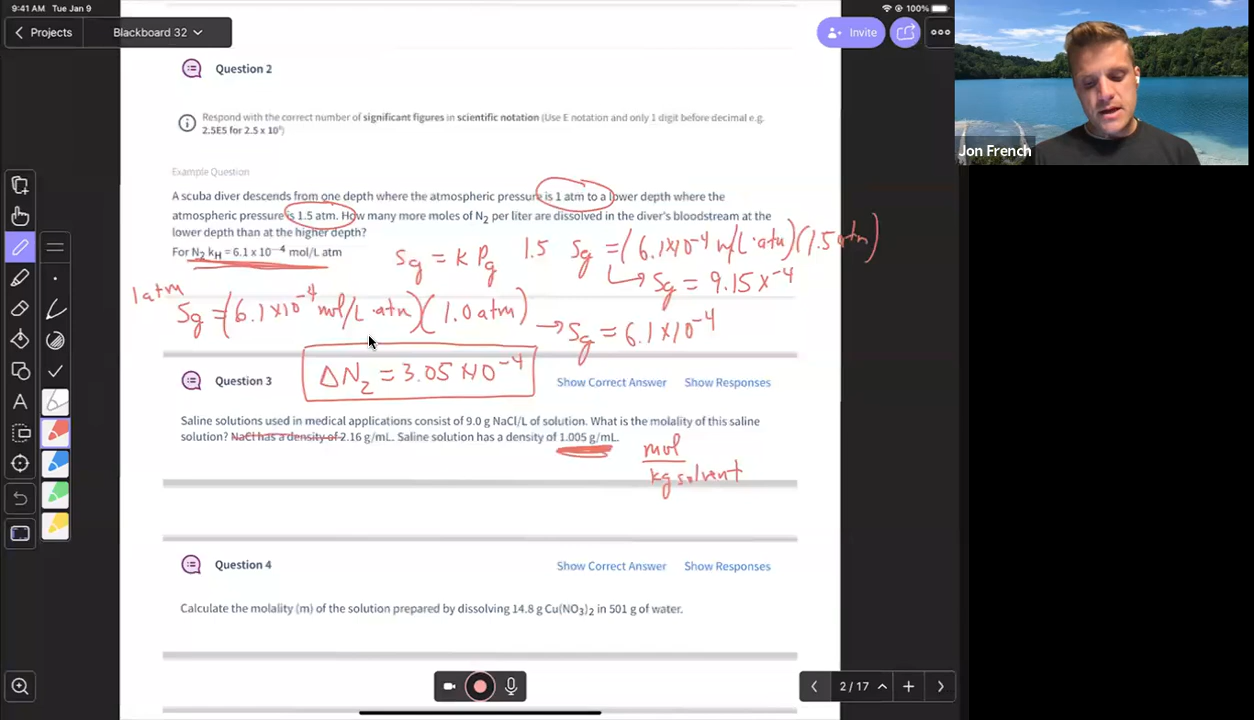 9:41 AM Tue Jan 9
100%
Projects
Blackboard 32
Invite
Jon French
Question 2
Respond with the correct number of significant figures in scientific notation (Use E notation and only 1 digit before decimal e.g.
2.5E5 for 2.5 x 10⁵)
Example Question
A scuba diver descends from one depth where the atmospheric pressure is 1 atm to a lower depth where the
atmospheric pressure is 1.5 atm. How many more moles of N₂ per liter are dissolved in the diver's bloodstream at the
lower depth than at the higher depth?
For N₂ kH = 6.1 x 10⁻⁴ mol/L atm
Sg = k Pg
1.5 Sg = (6.1×10⁻⁴ m/L·atm)(1.5 atm)
↳ Sg = 9.15 x⁻⁴
1 atm
Sg = (6.1×10⁻⁴ mol/L·atm)(1.0 atm)
→ Sg = 6.1×10⁻⁴
ΔN₂ = 3.05×10⁻⁴
Question 3
Show Correct Answer
Show Responses
Saline solutions used in medical applications consist of 9.0 g NaCl/L of solution. What is the molality of this saline
solution? NaCl has a density of 2.16 g/mL. Saline solution has a density of 1.005 g/mL.
mol
kg solvent
Question 4
Show Correct Answer
Show Responses
Calculate the molality (m) of the solution prepared by dissolving 14.8 g Cu(NO₃)₂ in 501 g of water.
2 / 17